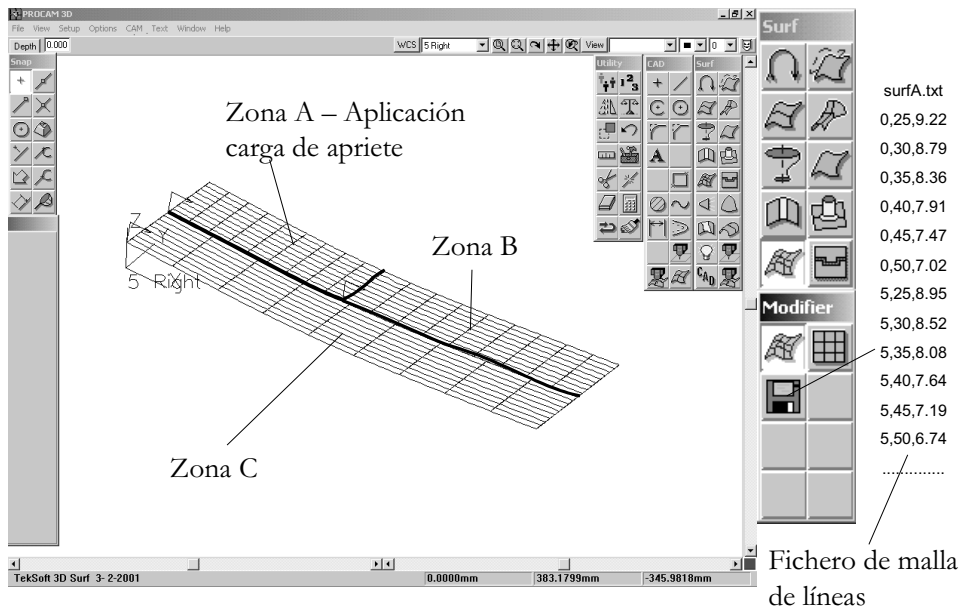 PROCAM 3D
File View Setup Options CAM Text Window Help
Depth 0.000
WCS 5 Right View 0
Snap
Utility
CAD
Surf
1 2 3
A
CAD
Zona A – Aplicación
carga de apriete
Zona B
Zona C
Z
Y
5 Right
TekSoft 3D Surf 3- 2-2001
0.0000mm
383.1799mm
-345.9818mm
Surf
Modifier
surfA.txt
0,25,9.22
0,30,8.79
0,35,8.36
0,40,7.91
0,45,7.47
0,50,7.02
5,25,8.95
5,30,8.52
5,35,8.08
5,40,7.64
5,45,7.19
5,50,6.74
..............
Fichero de malla
de líneas